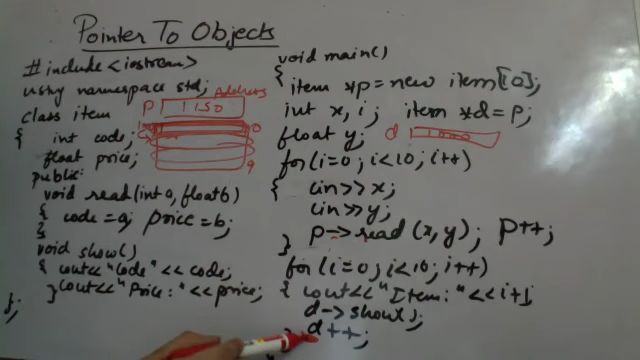 Pointer To Objects
#include <iostream>
using namespace std;
class item
{ int code;
float price;
public:
void read(int a, float b)
{ code = a; price = b;
}
void show()
{ cout<<"Code"<< code;
}cout<<"Price:"<< price;
};
Address
P 1150
0
9
void main()
{
item *p = new item[10];
int x, i; item *d = p;
float y; d 1000
for(i=0; i<10; i++)
{ cin>>x;
cin>>y;
p->read(x,y); P++;
}
for(i=0; i<10; i++)
{ cout<<"Item:"<<i+1
d->show();
d++;